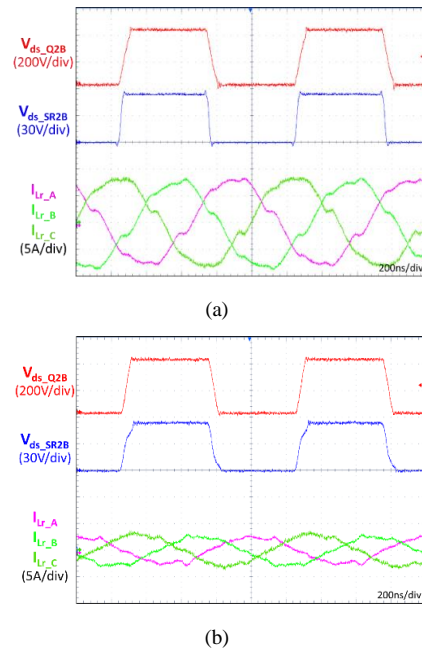 V_ds_Q2B
(200V/div)
V_ds_SR2B
(30V/div)
I_Lr_A
I_Lr_B
I_Lr_C
(5A/div)
200ns/div
(a)
V_ds_Q2B
(200V/div)
V_ds_SR2B
(30V/div)
I_Lr_A
I_Lr_B
I_Lr_C
(5A/div)
200ns/div
(b)